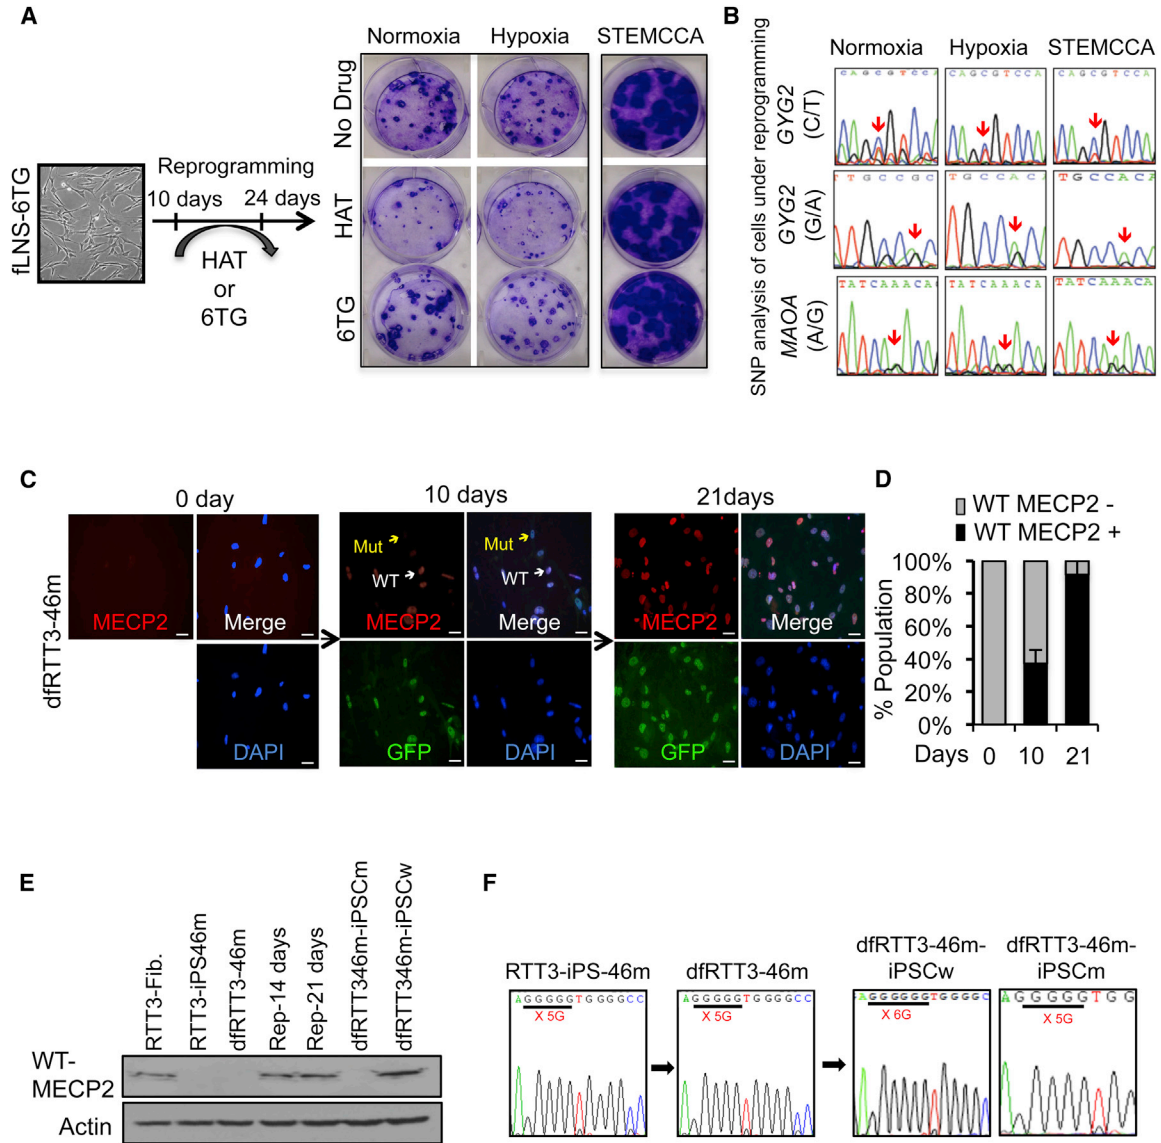 A
Normoxia
Hypoxia
STEMCCA
No Drug
HAT
6TG
fLNS-6TG
Reprogramming
10 days
24 days
HAT
or
6TG
B
SNP analysis of cells under reprogramming
Normoxia
Hypoxia
STEMCCA
GYG2
(C/T)
C A G C G T C C A
C A G C G T C C A
C A G C G T C C A
GYG2
(G/A)
T T G C C G C
T G C C A C
T G C C A C A
MAOA
(A/G)
T A T C A A A C A
T A T C A A A C A
T A T C A A A C A
C
0 day
10 days
21days
dfRTT3-46m
MECP2
Merge
DAPI
Mut
WT
MECP2
Mut
WT
Merge
GFP
DAPI
MECP2
Merge
GFP
DAPI
D
WT MECP2 -
WT MECP2 +
% Population
100%
80%
60%
40%
20%
0%
Days 0 10 21
E
RTT3-Fib.
RTT3-iPS46m
dfRTT3-46m
Rep-14 days
Rep-21 days
dfRTT346m-iPSCm
dfRTT346m-iPSCw
WT-
MECP2
Actin
F
RTT3-iPS-46m
A G G G G G T G G G G C C
X 5G
dfRTT3-46m
A G G G G G T G G G G C C
X 5G
dfRTT3-46m-
iPSCw
A G G G G G G T G G G G C
X 6G
dfRTT3-46m-
iPSCm
A G G G G G T G G
X 5G